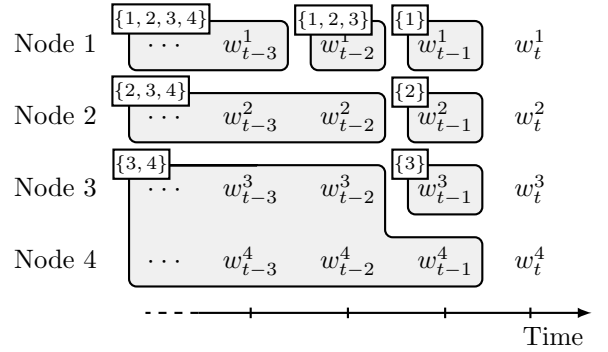 {1, 2, 3, 4} {1, 2, 3} {1}
Node 1 ⋯ w^1_{t−3} w^1_{t−2} w^1_{t−1} w^1_t
{2, 3, 4} {2}
Node 2 ⋯ w^2_{t−3} w^2_{t−2} w^2_{t−1} w^2_t
{3, 4} {3}
Node 3 ⋯ w^3_{t−3} w^3_{t−2} w^3_{t−1} w^3_t
Node 4 ⋯ w^4_{t−3} w^4_{t−2} w^4_{t−1} w^4_t
Time